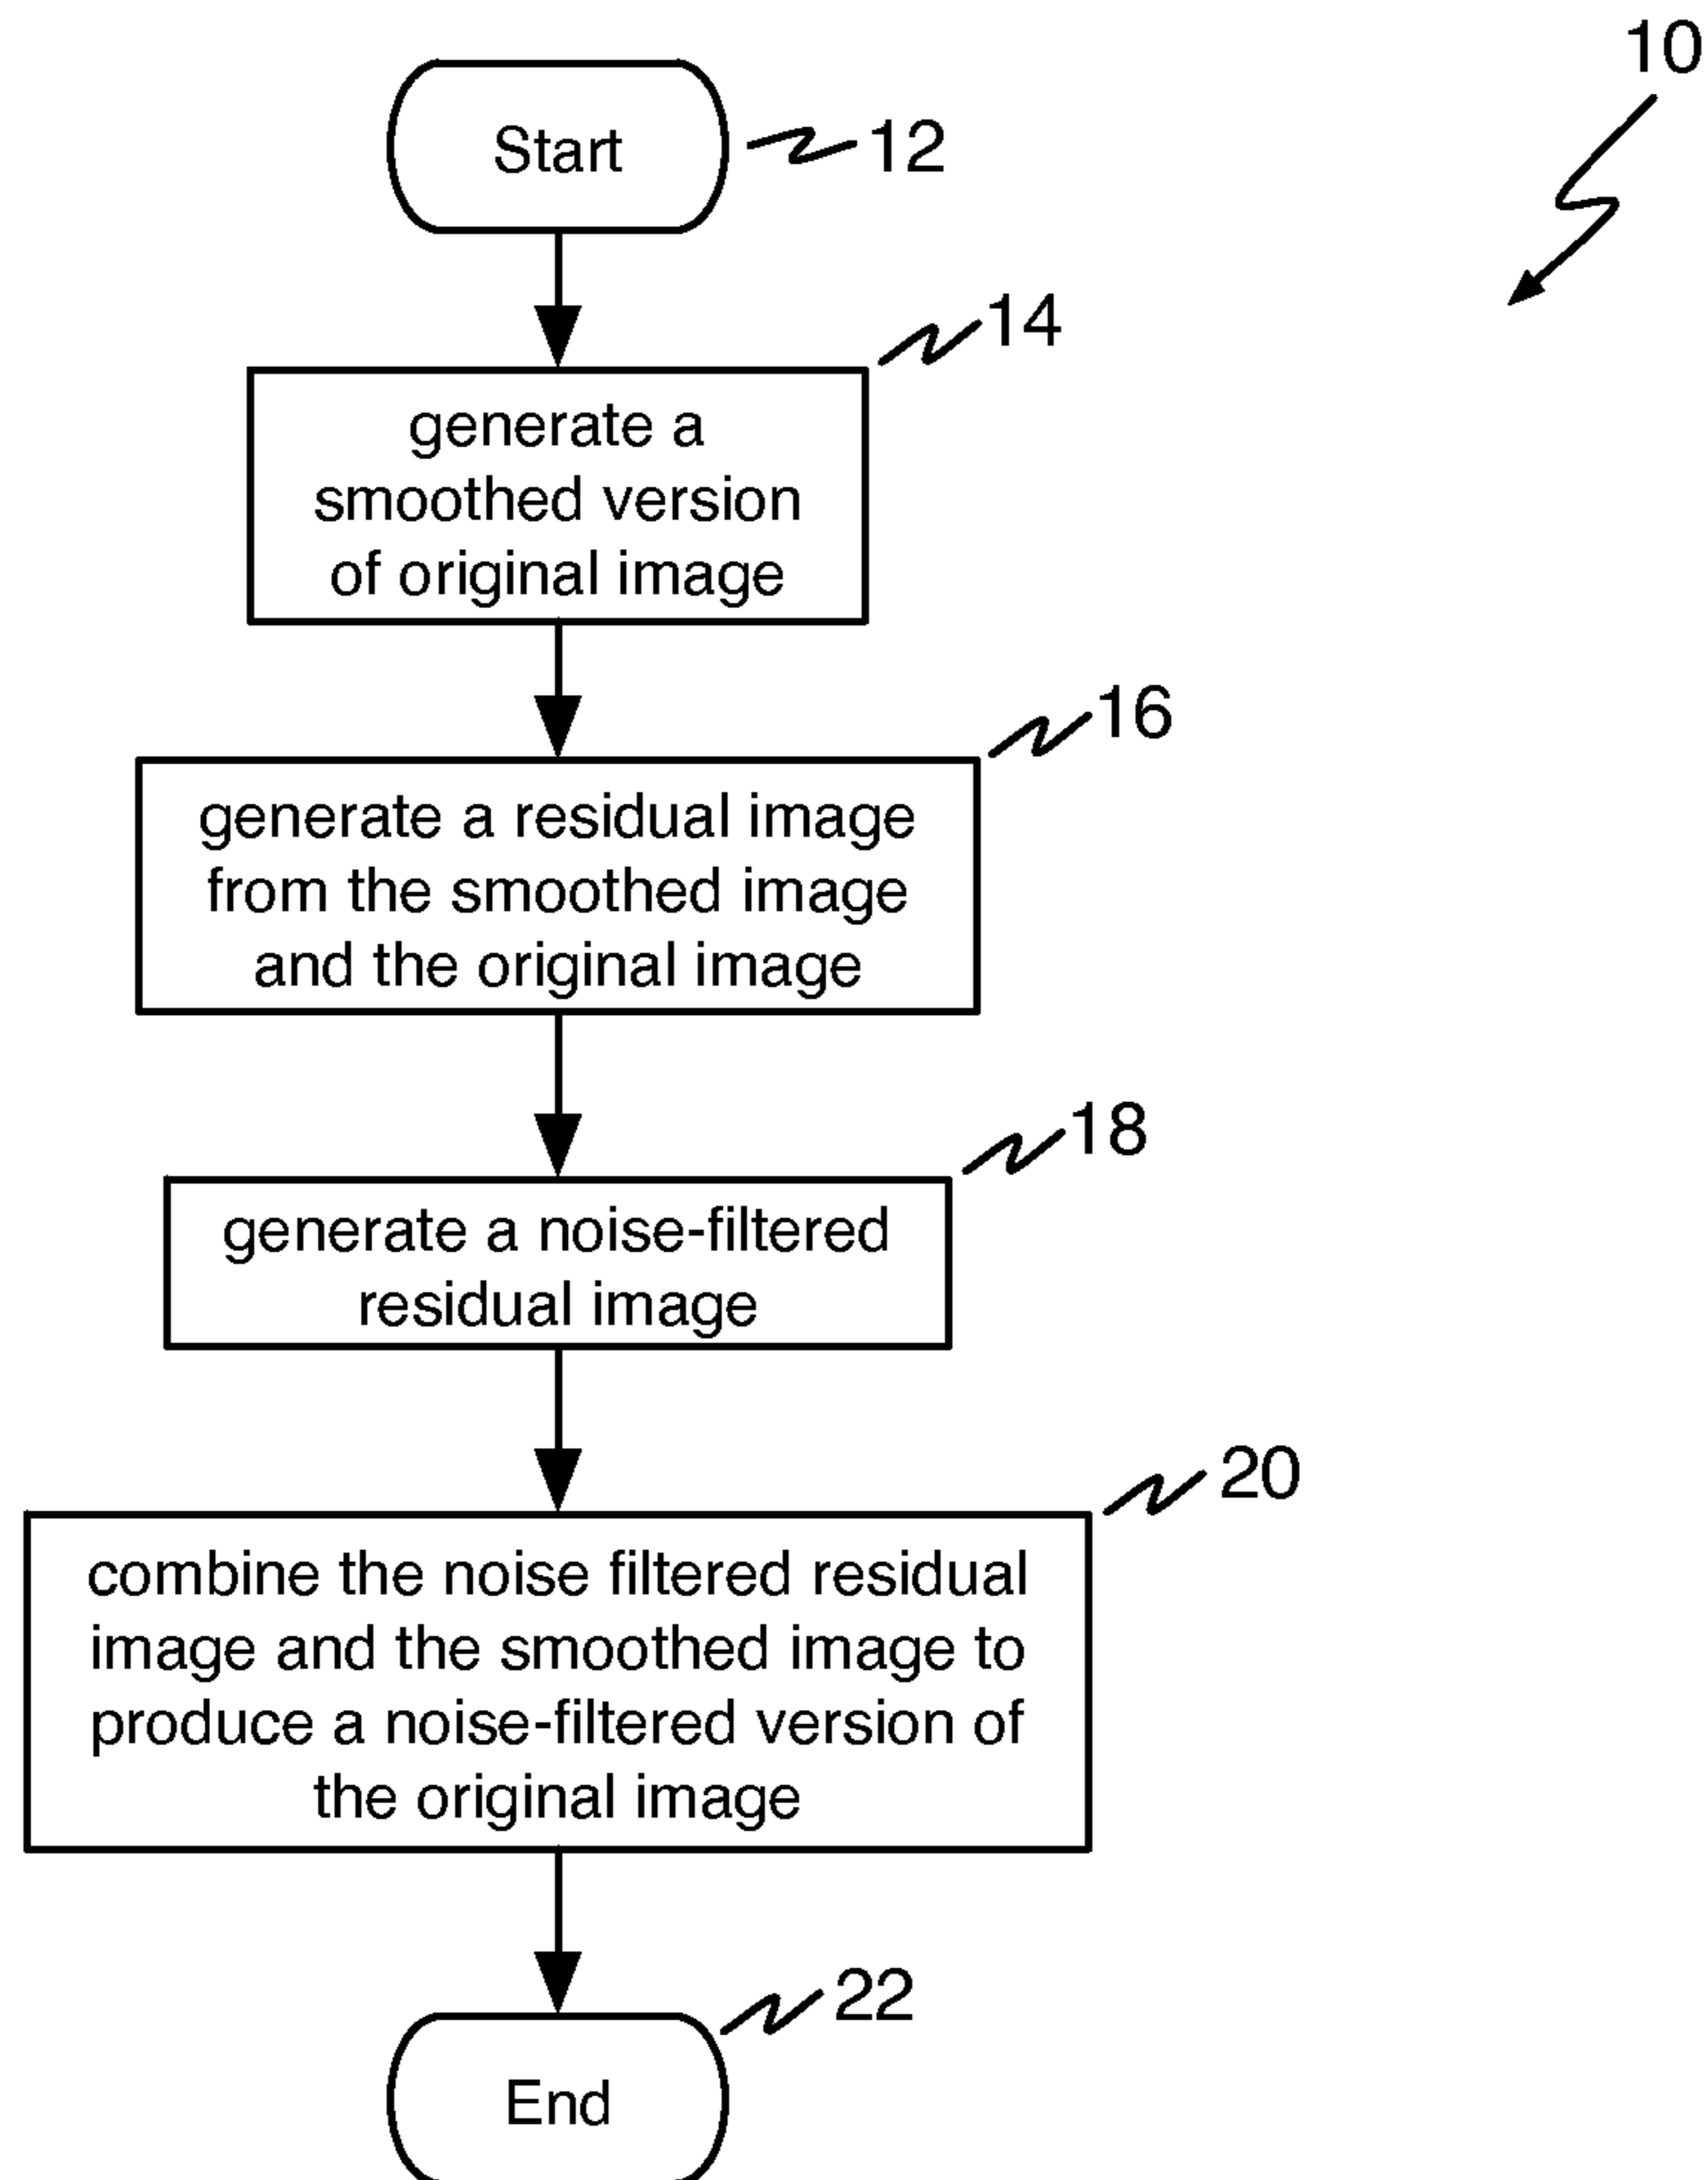 10
Start
12
14
generate a
smoothed version
of original image
16
generate a residual image
from the smoothed image
and the original image
18
generate a noise-filtered
residual image
20
combine the noise filtered residual
image and the smoothed image to
produce a noise-filtered version of
the original image
22
End